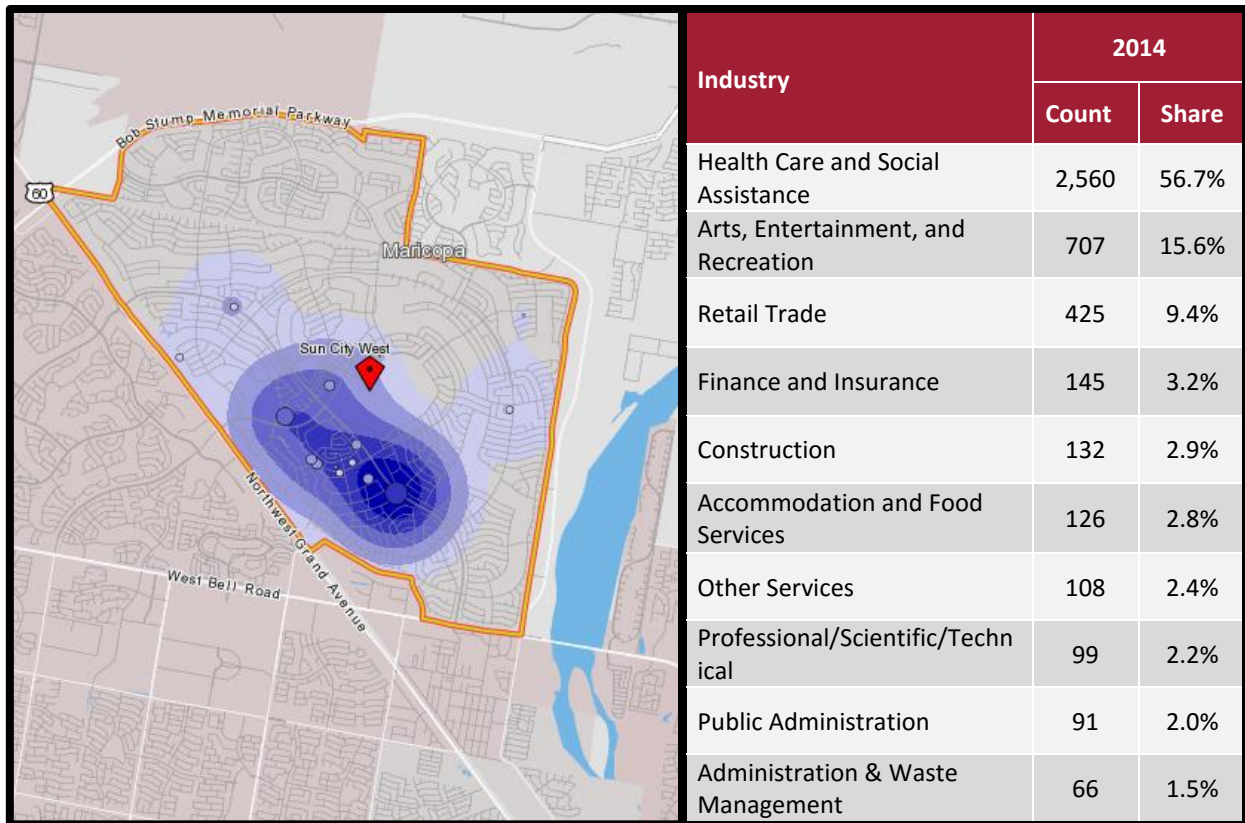 Bob Stump Memorial Parkway
60
Maricopa
Sun City West
Northwest Grand Avenue
West Bell Road
Industry
2014
Count
Share
Health Care and Social
Assistance
2,560
56.7%
Arts, Entertainment, and
Recreation
707
15.6%
Retail Trade
425
9.4%
Finance and Insurance
145
3.2%
Construction
132
2.9%
Accommodation and Food
Services
126
2.8%
Other Services
108
2.4%
Professional/Scientific/Techn
ical
99
2.2%
Public Administration
91
2.0%
Administration & Waste
Management
66
1.5%